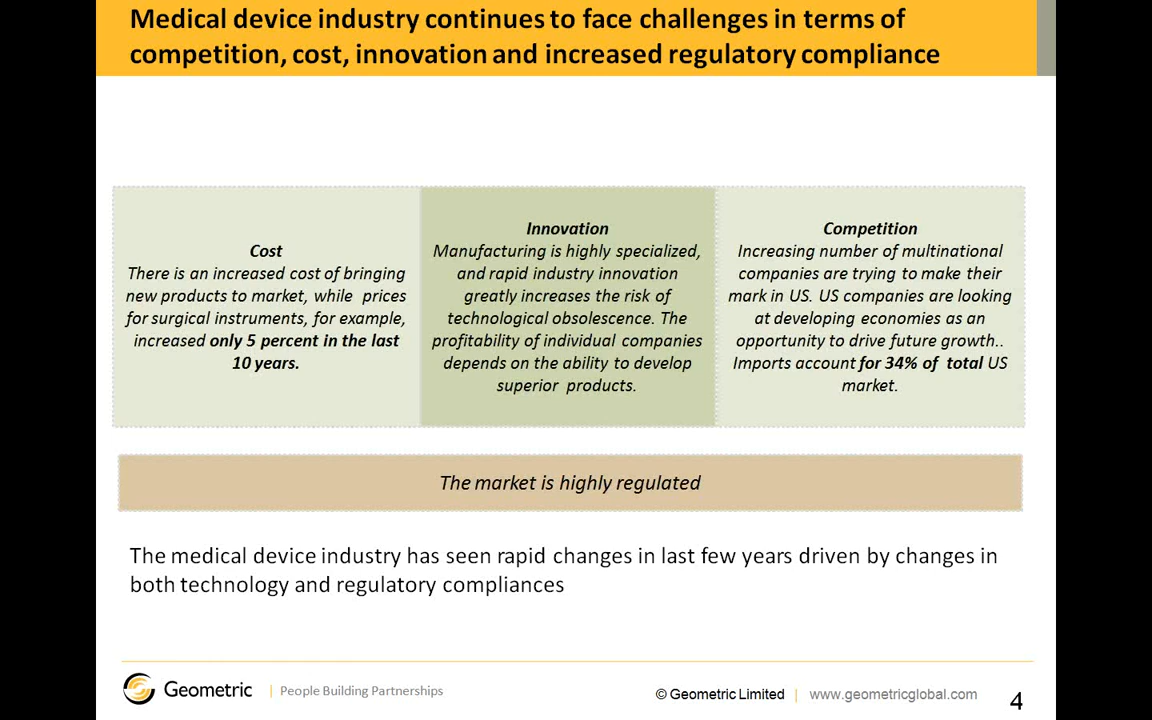 Medical device industry continues to face challenges in terms of
competition, cost, innovation and increased regulatory compliance
Cost
There is an increased cost of bringing
new products to market, while prices
for surgical instruments, for example,
increased only 5 percent in the last
10 years.
Innovation
Manufacturing is highly specialized,
and rapid industry innovation
greatly increases the risk of
technological obsolescence. The
profitability of individual companies
depends on the ability to develop
superior products.
Competition
Increasing number of multinational
companies are trying to make their
mark in US. US companies are looking
at developing economies as an
opportunity to drive future growth..
Imports account for 34% of total US
market.
The market is highly regulated
The medical device industry has seen rapid changes in last few years driven by changes in
both technology and regulatory compliances
Geometric | People Building Partnerships
© Geometric Limited | www.geometricglobal.com
4